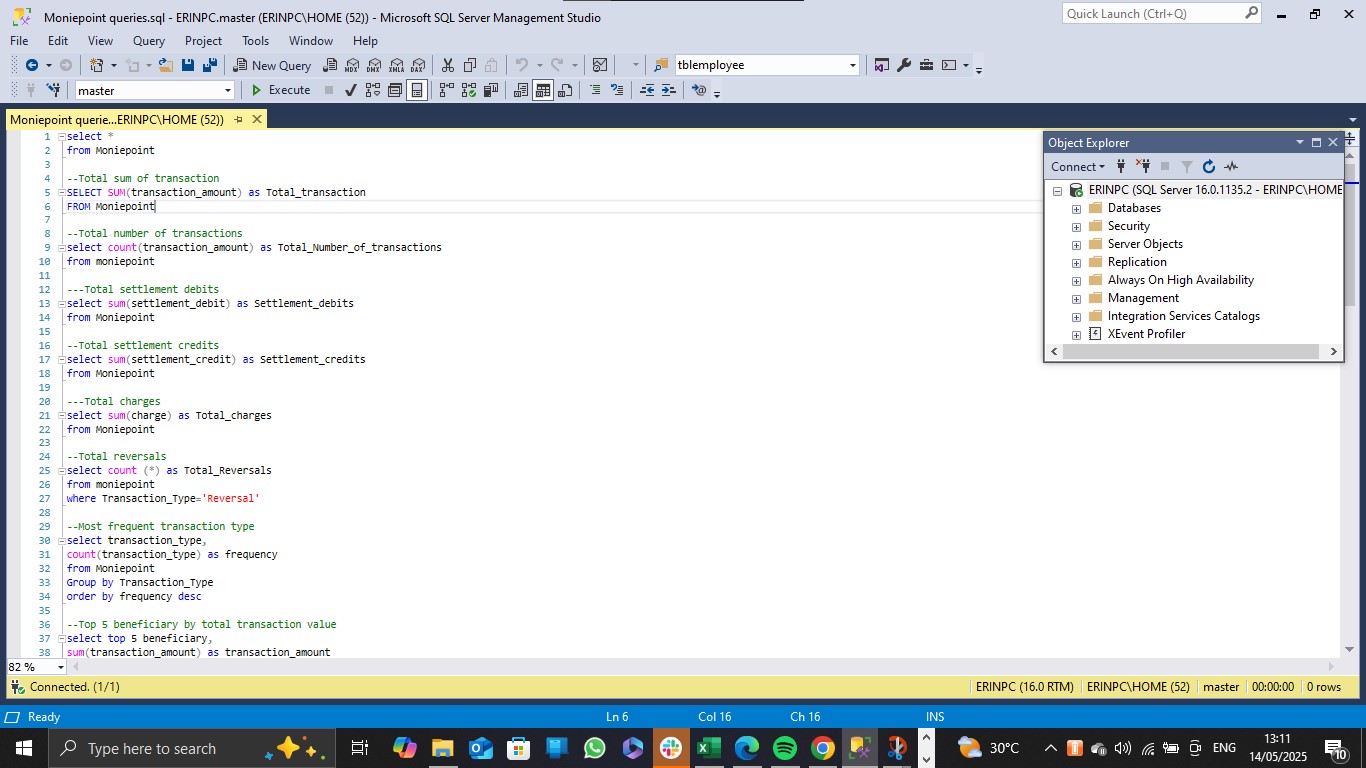 Moniepoint queries.sql - ERINPC.master (ERINPC\HOME (52)) - Microsoft SQL Server Management Studio
Quick Launch (Ctrl+Q)
File Edit View Query Project Tools Window Help
New Query MDX DMX XMLA DAX tblemployee
master Execute
Moniepoint querie...ERINPC\HOME (52))
1 select *
2 from Moniepoint
3
4 --Total sum of transaction
5 SELECT SUM(transaction_amount) as Total_transaction
6 FROM Moniepoint
7
8 --Total number of transactions
9 select count(transaction_amount) as Total_Number_of_transactions
10 from moniepoint
11
12 ---Total settlement debits
13 select sum(settlement_debit) as Settlement_debits
14 from Moniepoint
15
16 --Total settlement credits
17 select sum(settlement_credit) as Settlement_credits
18 from Moniepoint
19
20 ---Total charges
21 select sum(charge) as Total_charges
22 from Moniepoint
23
24 --Total reversals
25 select count (*) as Total_Reversals
26 from moniepoint
27 where Transaction_Type='Reversal'
28
29 --Most frequent transaction type
30 select transaction_type,
31 count(transaction_type) as frequency
32 from Moniepoint
33 Group by Transaction_Type
34 order by frequency desc
35
36 --Top 5 beneficiary by total transaction value
37 select top 5 beneficiary,
38 sum(transaction_amount) as transaction_amount
82 %
Object Explorer
Connect
ERINPC (SQL Server 16.0.1135.2 - ERINPC\HOME
Databases
Security
Server Objects
Replication
Always On High Availability
Management
Integration Services Catalogs
XEvent Profiler
Connected. (1/1) ERINPC (16.0 RTM) ERINPC\HOME (52) master 00:00:00 0 rows
Ready Ln 6 Col 16 Ch 16 INS
Type here to search 30°C ENG 13:11
14/05/2025 10